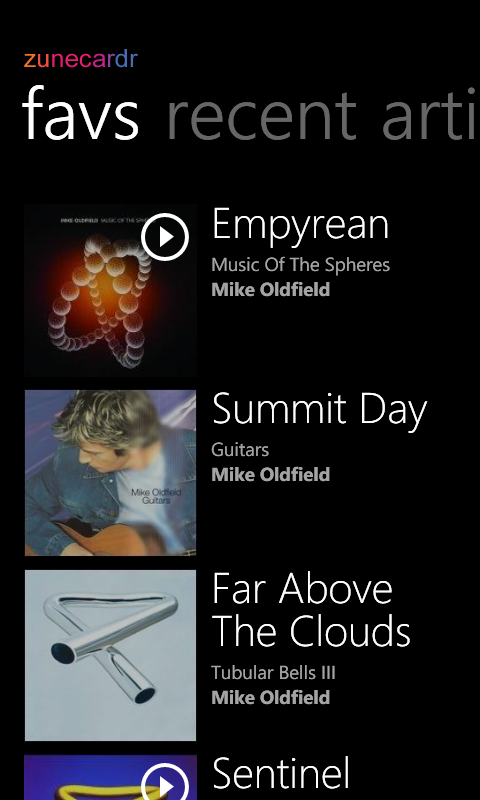 zunecardr
favs recent arti
MIKE OLDFIELD MUSIC OF THE SPHE
Empyrean
Music Of The Spheres
Mike Oldfield
Mike Oldfield
Guitars
Summit Day
Guitars
Mike Oldfield
Far Above
The Clouds
Tubular Bells III
Mike Oldfield
Sentinel